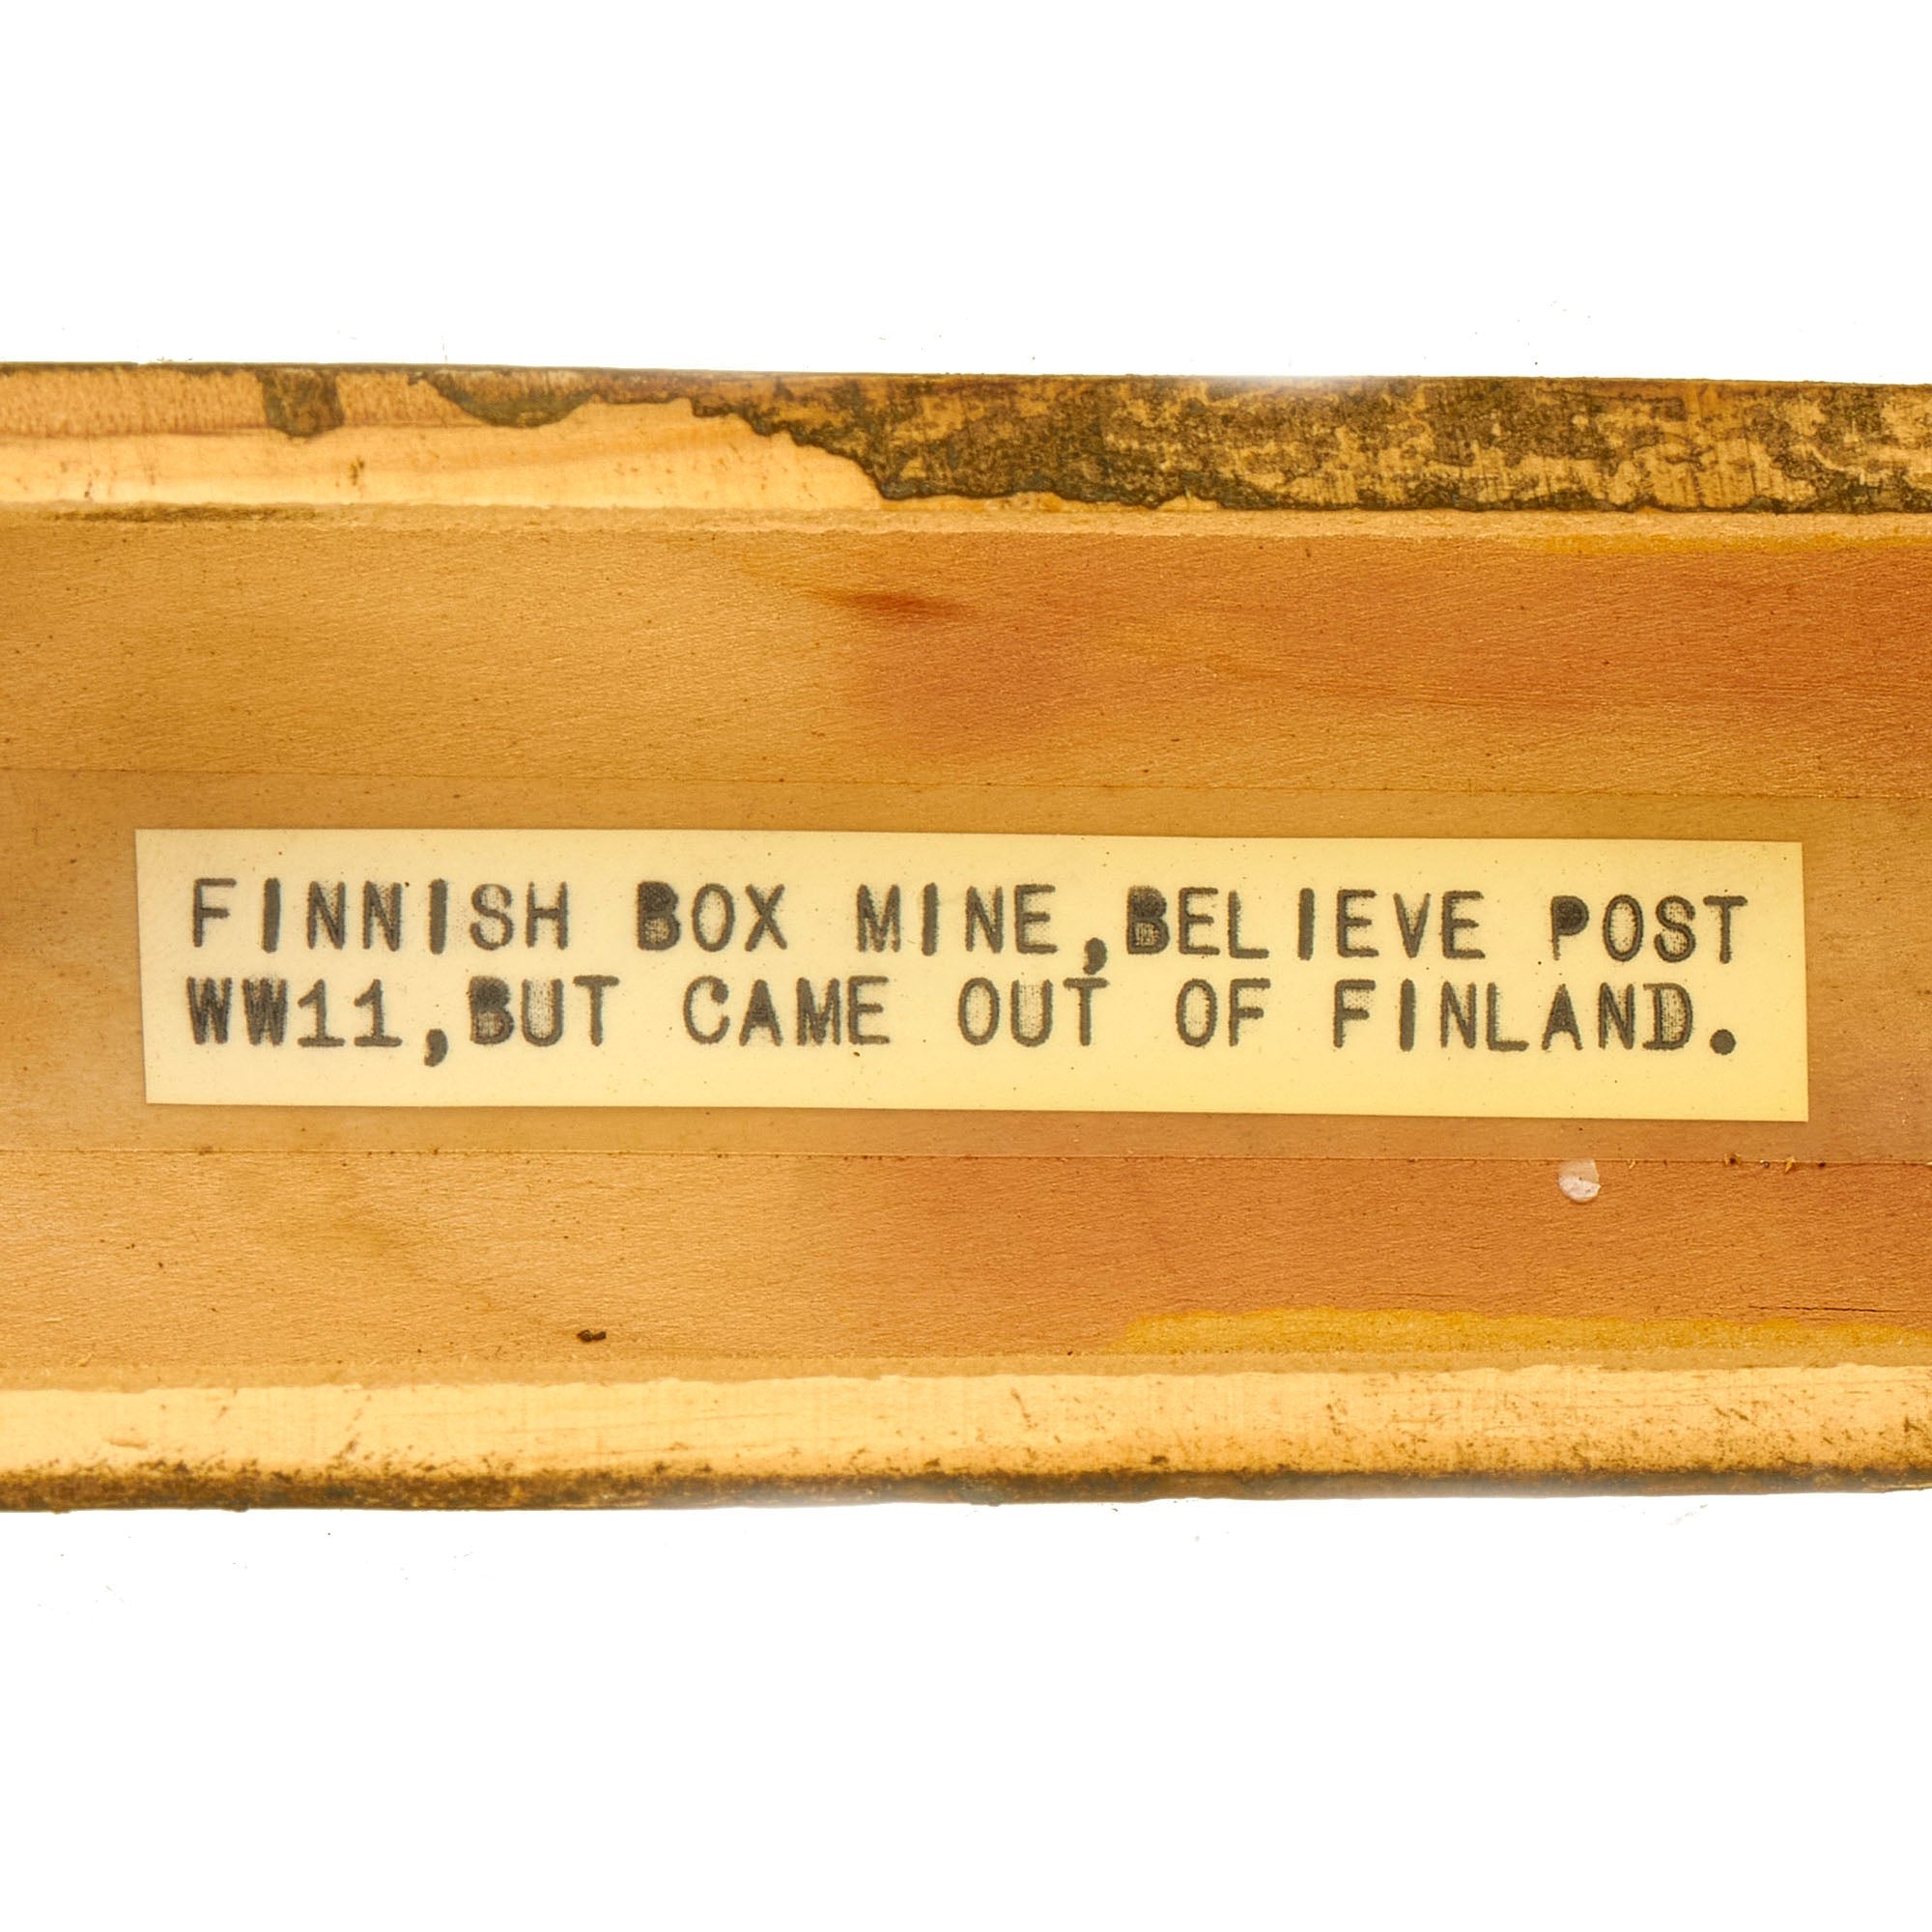 FINNISH BOX MINE,BELIEVE POST
WW11,BUT CAME OUT OF FINLAND.